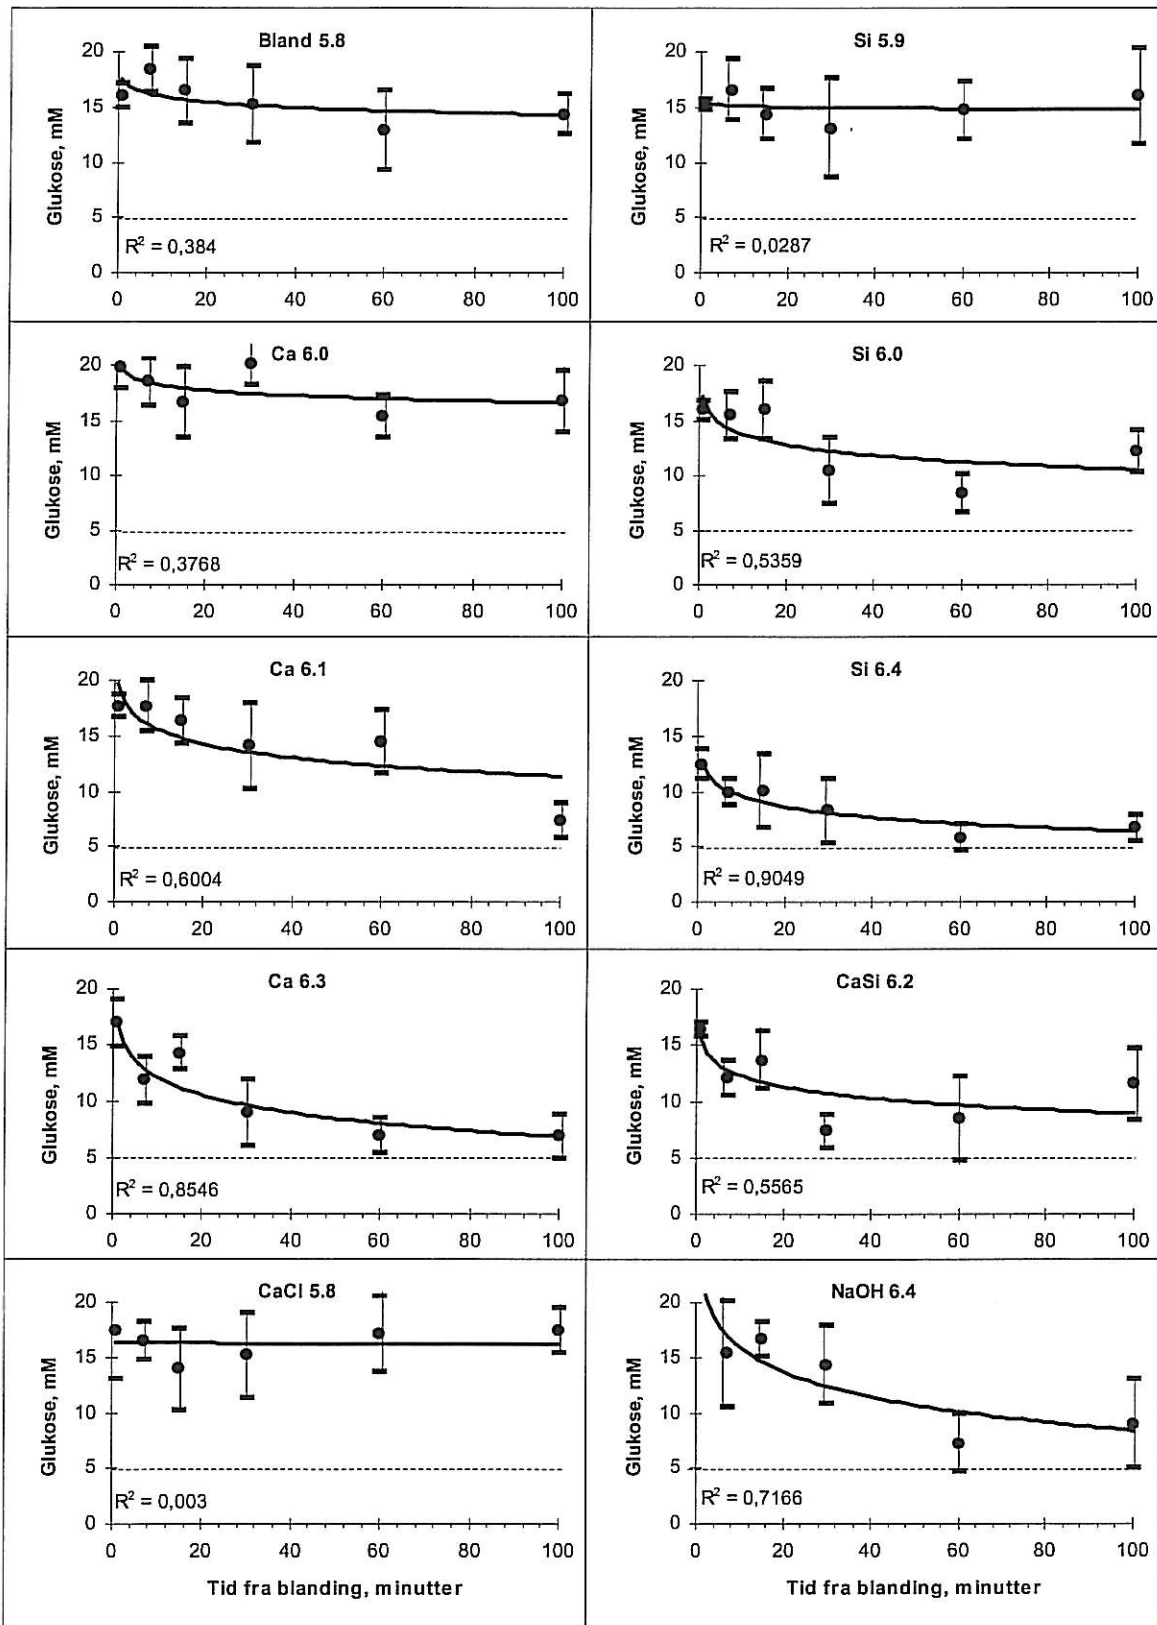 Bland 5.8
Glukose, mM
20
15
10
5
0
R² = 0,384
0 20 40 60 80 100
Si 5.9
Glukose, mM
20
15
10
5
0
R² = 0,0287
0 20 40 60 80 100
Ca 6.0
Glukose, mM
20
15
10
5
0
R² = 0,3768
0 20 40 60 80 100
Si 6.0
Glukose, mM
20
15
10
5
0
R² = 0,5359
0 20 40 60 80 100
Ca 6.1
Glukose, mM
20
15
10
5
0
R² = 0,6004
0 20 40 60 80 100
Si 6.4
Glukose, mM
20
15
10
5
0
R² = 0,9049
0 20 40 60 80 100
Ca 6.3
Glukose, mM
20
15
10
5
0
R² = 0,8546
0 20 40 60 80 100
CaSi 6.2
Glukose, mM
20
15
10
5
0
R² = 0,5565
0 20 40 60 80 100
CaCl 5.8
Glukose, mM
20
15
10
5
0
R² = 0,003
0 20 40 60 80 100
Tid fra blanding, minutter
NaOH 6.4
Glukose, mM
20
15
10
5
0
R² = 0,7166
0 20 40 60 80 100
Tid fra blanding, minutter